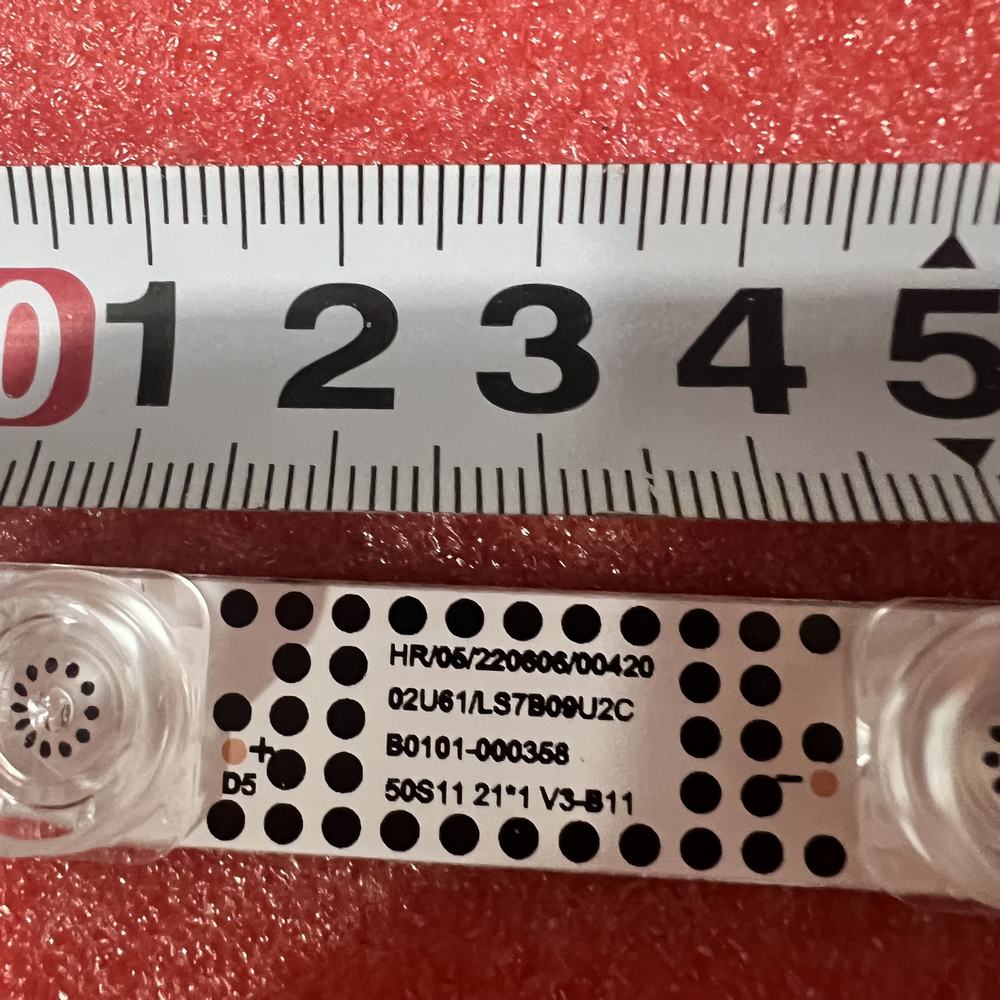 0 1 2 3 4 5
HR/05/220606/00420
02U61/LS7B09U2C
B0101-000358
50S11 21*1 V3-B11
+
D5
-